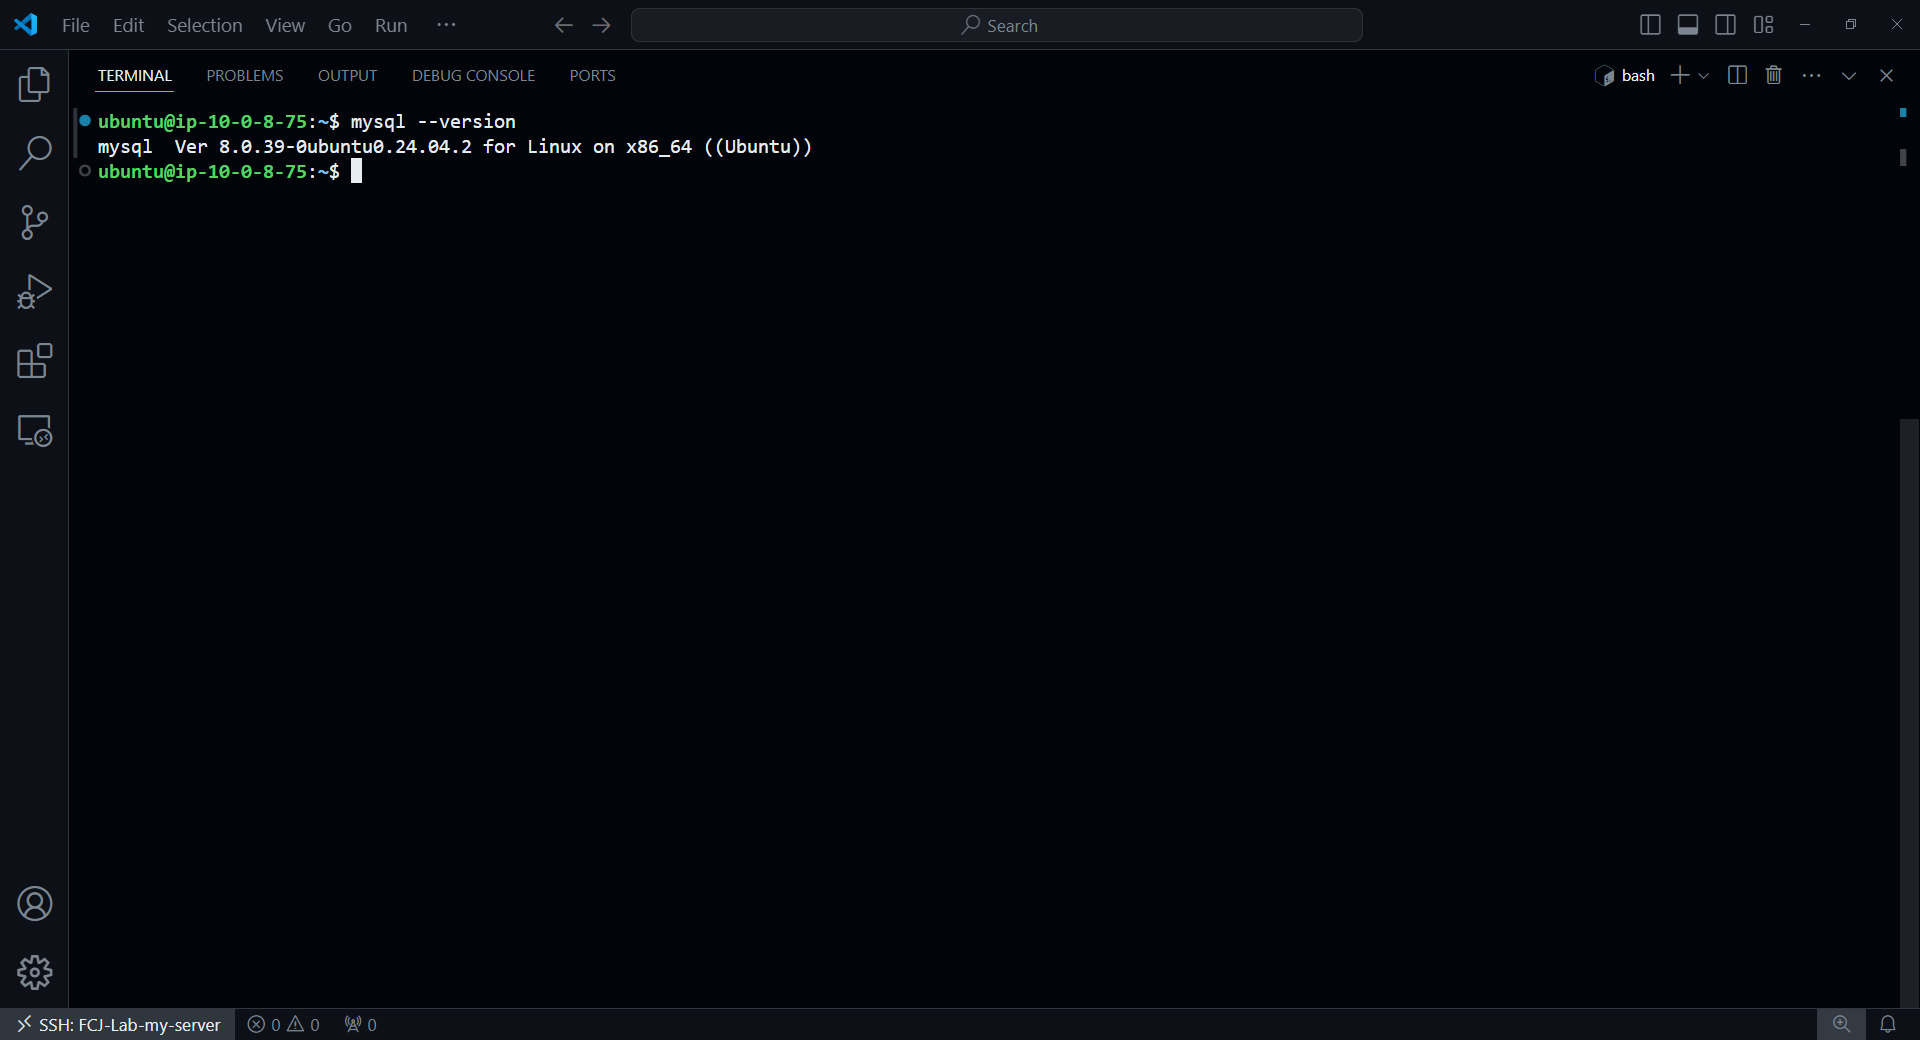 File Edit Selection View Go Run ···
Search
TERMINAL PROBLEMS OUTPUT DEBUG CONSOLE PORTS
bash
ubuntu@ip-10-0-8-75:~$ mysql --version
mysql  Ver 8.0.39-0ubuntu0.24.04.2 for Linux on x86_64 ((Ubuntu))
ubuntu@ip-10-0-8-75:~$
SSH: FCJ-Lab-my-server 0 0 0